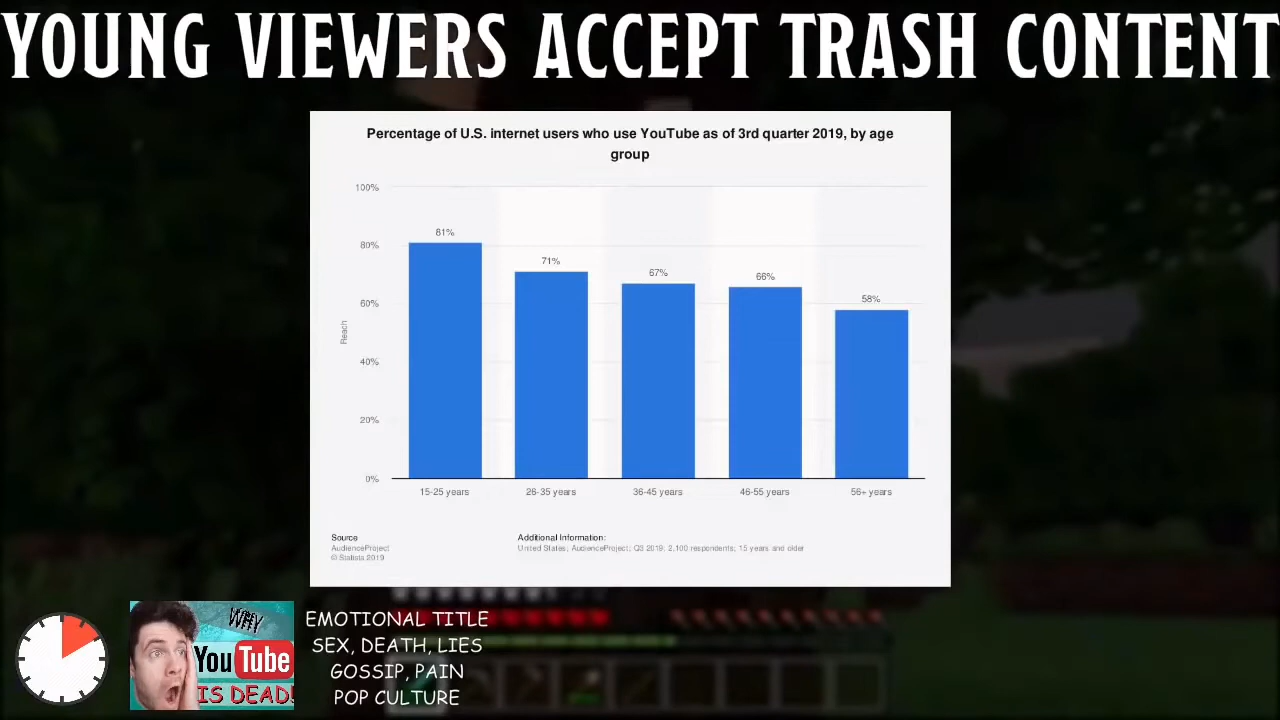 YOUNG VIEWERS ACCEPT TRASH CONTENT
Percentage of U.S. internet users who use YouTube as of 3rd quarter 2019, by age
group
100%
80%
60%
40%
20%
0%
Reach
81%
71%
67%
66%
58%
15-25 years
26-35 years
36-45 years
46-55 years
56+ years
Source
AudienceProject
© Statista 2019
Additional Information:
United States; AudienceProject; Q3 2019; 2,100 respondents; 15 years and older
WHY
YouTube
IS DEAD!
EMOTIONAL TITLE
SEX, DEATH, LIES
GOSSIP, PAIN
POP CULTURE